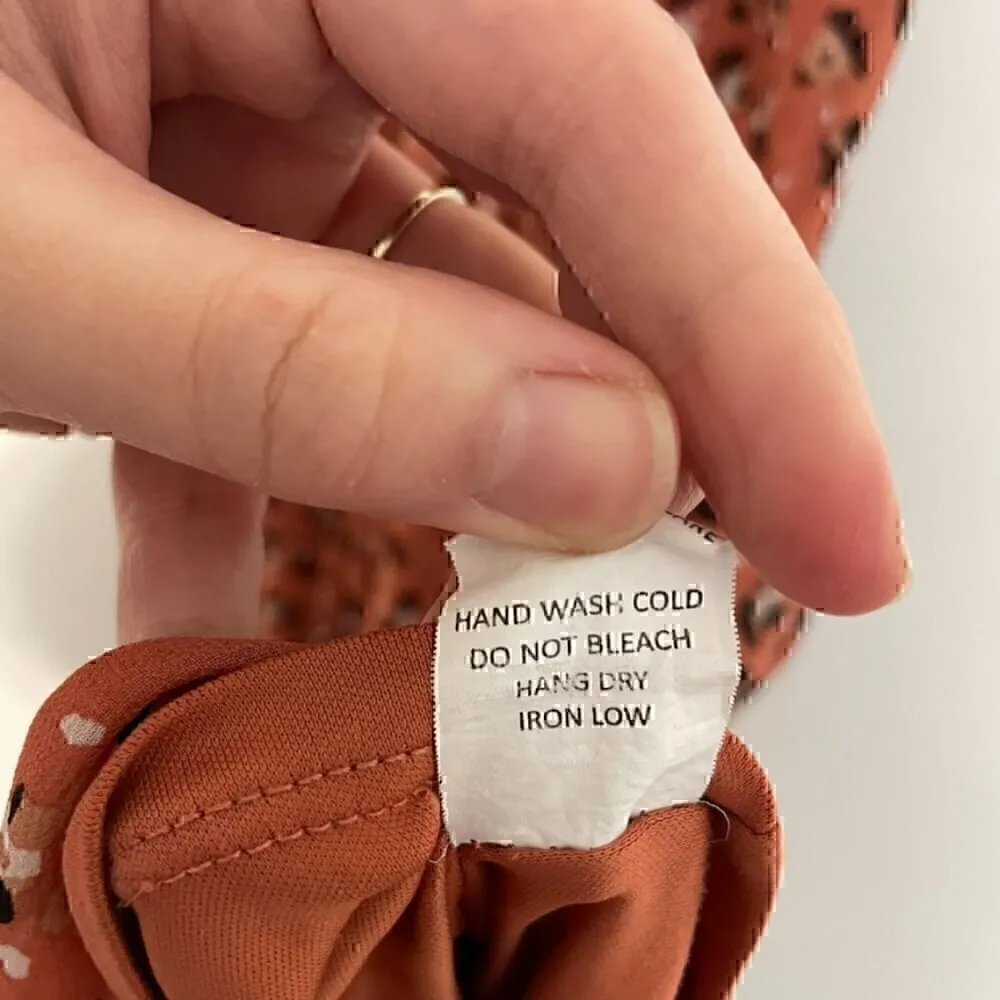 HAND WASH COLD
DO NOT BLEACH
HANG DRY
IRON LOW